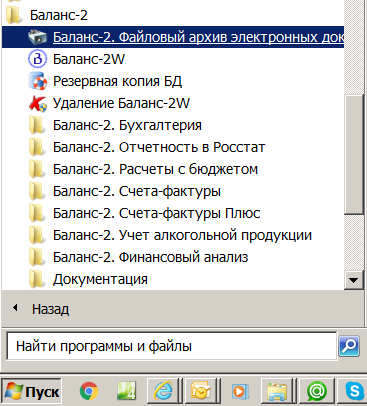 Баланс-2
Баланс-2. Файловый архив электронных док
Баланс-2W
Резервная копия БД
Удаление Баланс-2W
Баланс-2. Бухгалтерия
Баланс-2. Отчетность в Росстат
Баланс-2. Расчеты с бюджетом
Баланс-2. Счета-фактуры
Баланс-2. Счета-фактуры Плюс
Баланс-2. Учет алкогольной продукции
Баланс-2. Финансовый анализ
Документация
Назад
Найти программы и файлы
Пуск